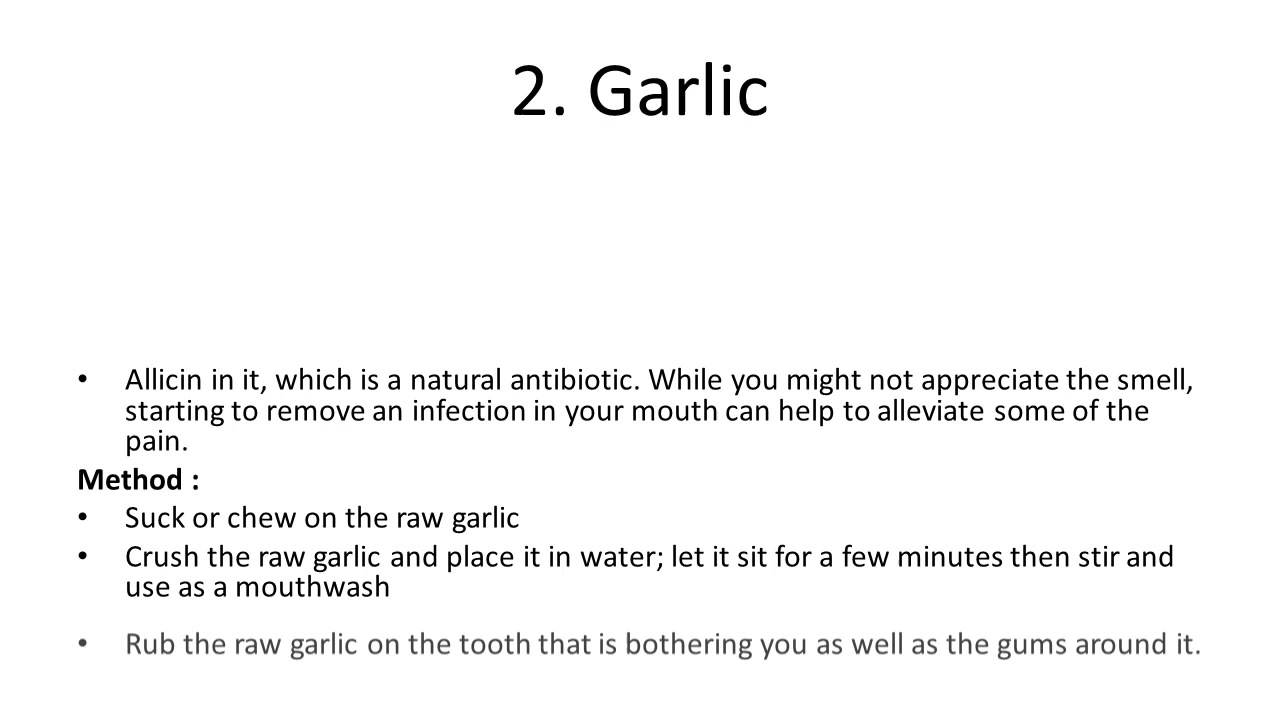 2. Garlic
• Allicin in it, which is a natural antibiotic. While you might not appreciate the smell,
starting to remove an infection in your mouth can help to alleviate some of the
pain.
Method :
• Suck or chew on the raw garlic
• Crush the raw garlic and place it in water; let it sit for a few minutes then stir and
use as a mouthwash
• Rub the raw garlic on the tooth that is bothering you as well as the gums around it.